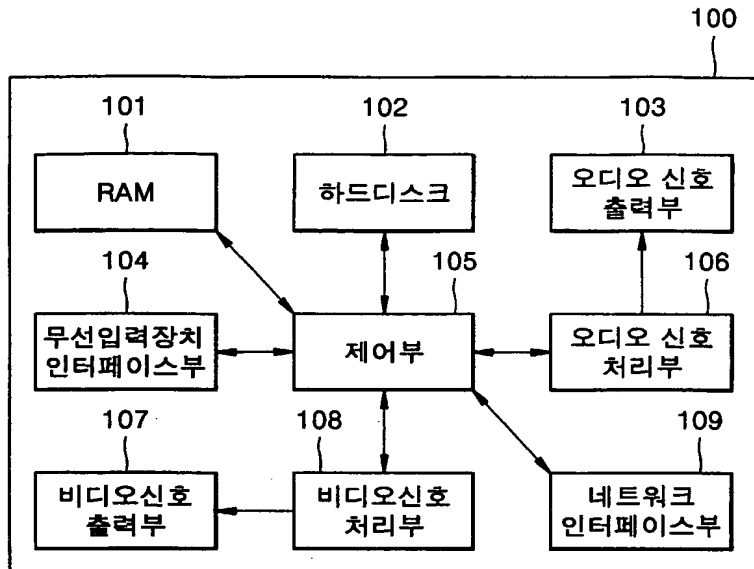 100
101
102
103
RAM
하드디스크
오디오 신호
출력부
104
105
106
무선입력장치
인터페이스부
제어부
오디오 신호
처리부
107
108
109
비디오신호
출력부
비디오신호
처리부
네트워크
인터페이스부